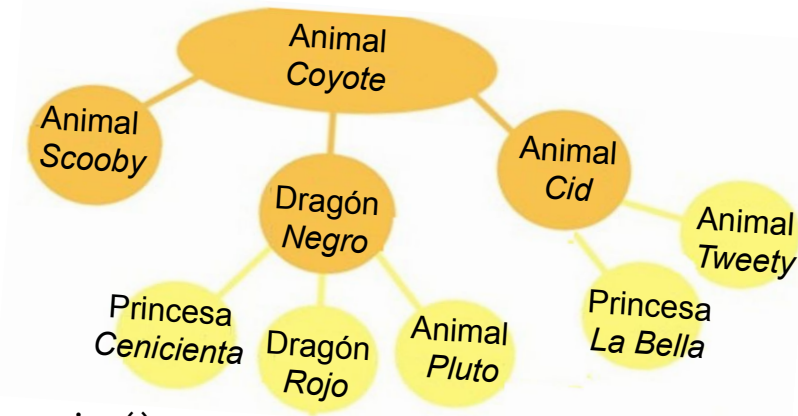 Animal
Coyote
Animal
Scooby
Dragón
Negro
Animal
Cid
Animal
Tweety
Princesa
Cenicienta
Dragón
Rojo
Animal
Pluto
Princesa
La Bella